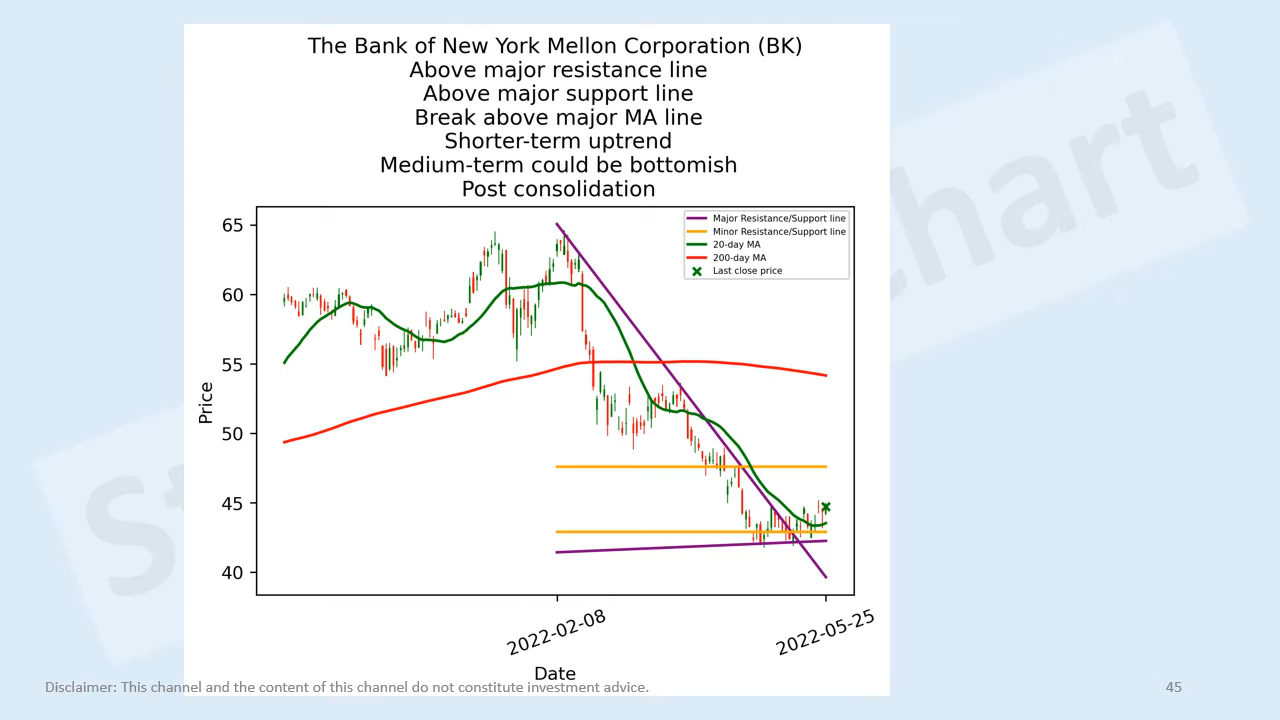 The Bank of New York Mellon Corporation (BK)
Above major resistance line
Above major support line
Break above major MA line
Shorter-term uptrend
Medium-term could be bottomish
Post consolidation
Major Resistance/Support line
Minor Resistance/Support line
20-day MA
200-day MA
Last close price
65
60
55
50
45
40
Price
2022-02-08
2022-05-25
Date
Disclaimer: This channel and the content of this channel do not constitute investment advice.
45
St
chart